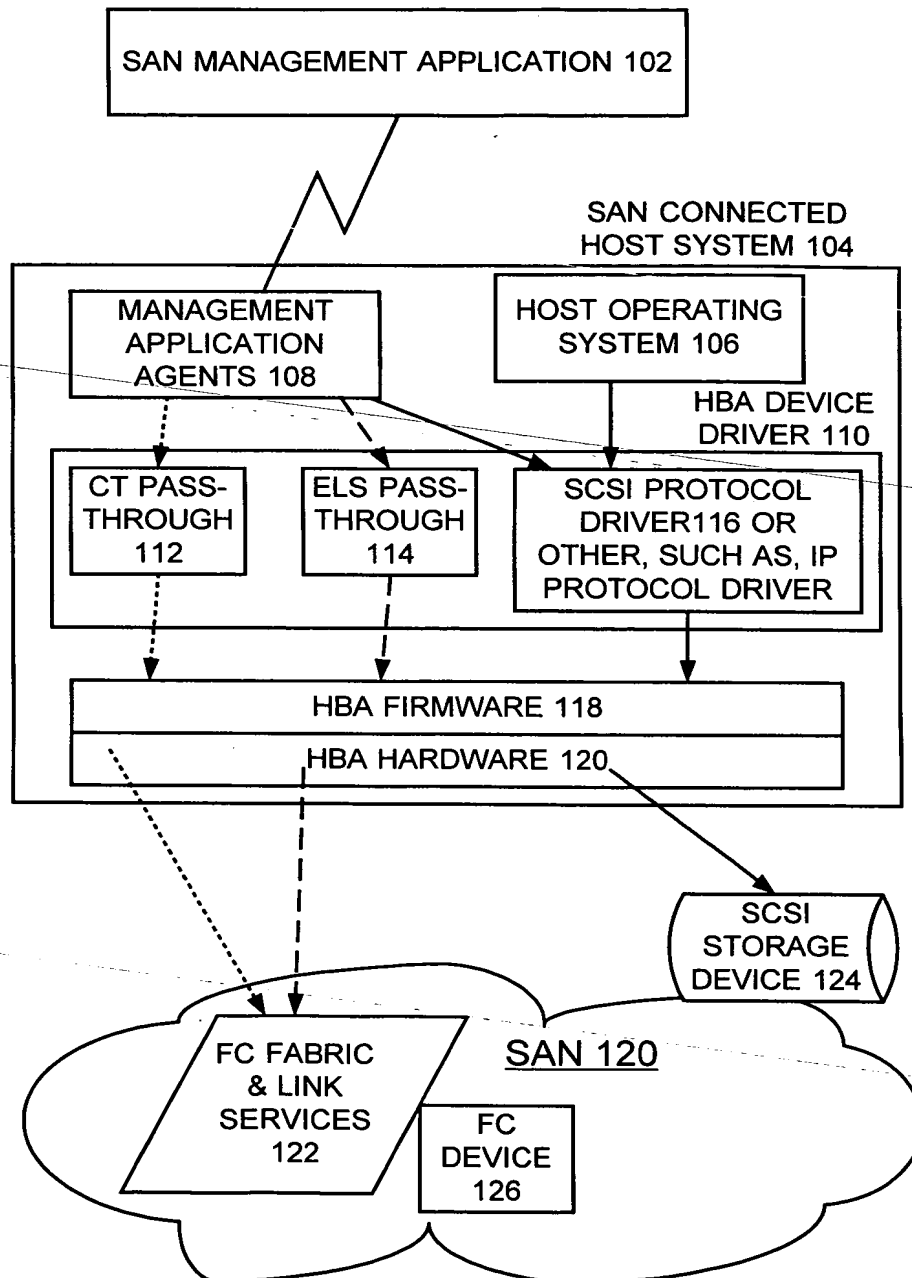 SAN MANAGEMENT APPLICATION 102
SAN CONNECTED
HOST SYSTEM 104
MANAGEMENT
APPLICATION
AGENTS 108
HOST OPERATING
SYSTEM 106
HBA DEVICE
DRIVER 110
CT PASS-
THROUGH
112
ELS PASS-
THROUGH
114
SCSI PROTOCOL
DRIVER116 OR
OTHER, SUCH AS, IP
PROTOCOL DRIVER
HBA FIRMWARE 118
HBA HARDWARE 120
SCSI
STORAGE
DEVICE 124
SAN 120
FC FABRIC
& LINK
SERVICES
122
FC
DEVICE
126